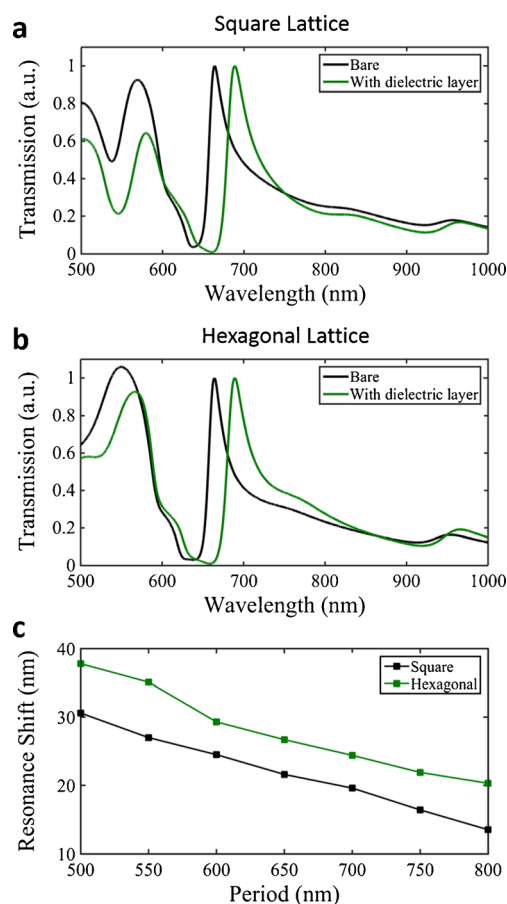 a
Square Lattice
Bare
With dielectric layer
Transmission (a.u.)
1
0.8
0.6
0.4
0.2
0
500 600 700 800 900 1000
Wavelength (nm)
b
Hexagonal Lattice
Bare
With dielectric layer
Transmission (a.u.)
1
0.8
0.6
0.4
0.2
0
500 600 700 800 900 1000
Wavelength (nm)
c
Square
Hexagonal
Resonance Shift (nm)
40
30
20
10
500 550 600 650 700 750 800
Period (nm)